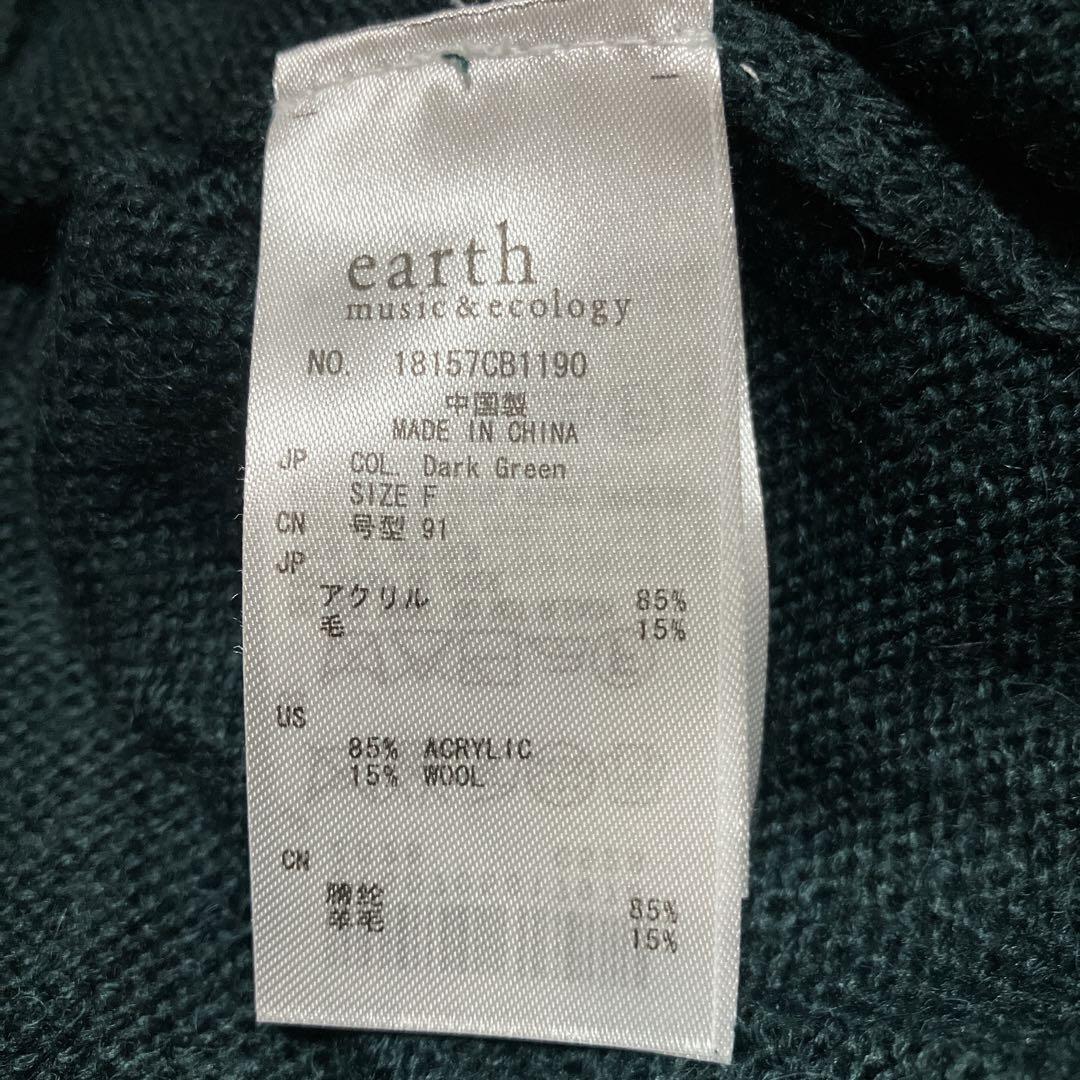 earth
music & ecology
NO. 18157CB1190
中国製
MADE IN CHINA
JP COL. Dark Green
SIZE F
CN 号型 91
JP
アクリル 85%
毛 15%
US
85% ACRYLIC
15% WOOL
CN
腈纶 85%
羊毛 15%